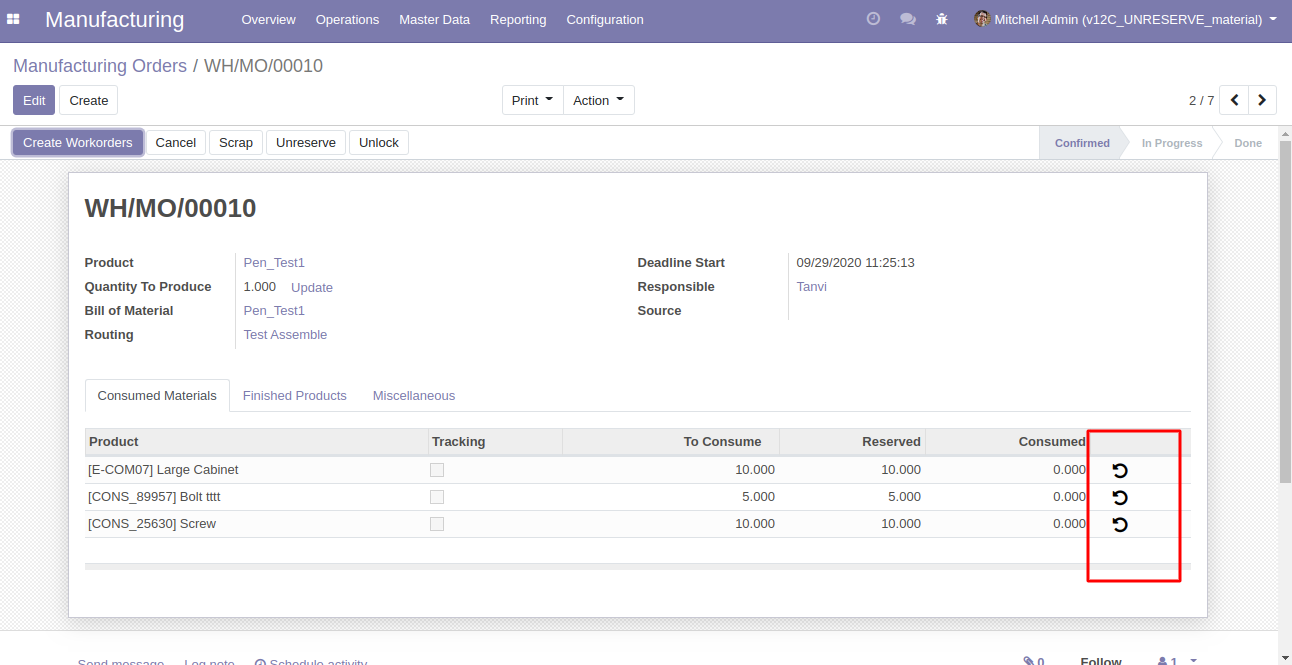 Manufacturing Overview Operations Master Data Reporting Configuration Mitchell Admin (v12C_UNRESERVE_material)
Manufacturing Orders / WH/MO/00010
Edit Create Print Action 2 / 7
Create Workorders Cancel Scrap Unreserve Unlock Confirmed In Progress Done
WH/MO/00010
Product Pen_Test1 Deadline Start 09/29/2020 11:25:13
Quantity To Produce 1.000 Update Responsible Tanvi
Bill of Material Pen_Test1 Source
Routing Test Assemble
Consumed Materials Finished Products Miscellaneous
Product Tracking To Consume Reserved Consumed
[E-COM07] Large Cabinet 10.000 10.000 0.000
[CONS_89957] Bolt tttt 5.000 5.000 0.000
[CONS_25630] Screw 10.000 10.000 0.000
Send message Log note Schedule activity 0 Follow 1